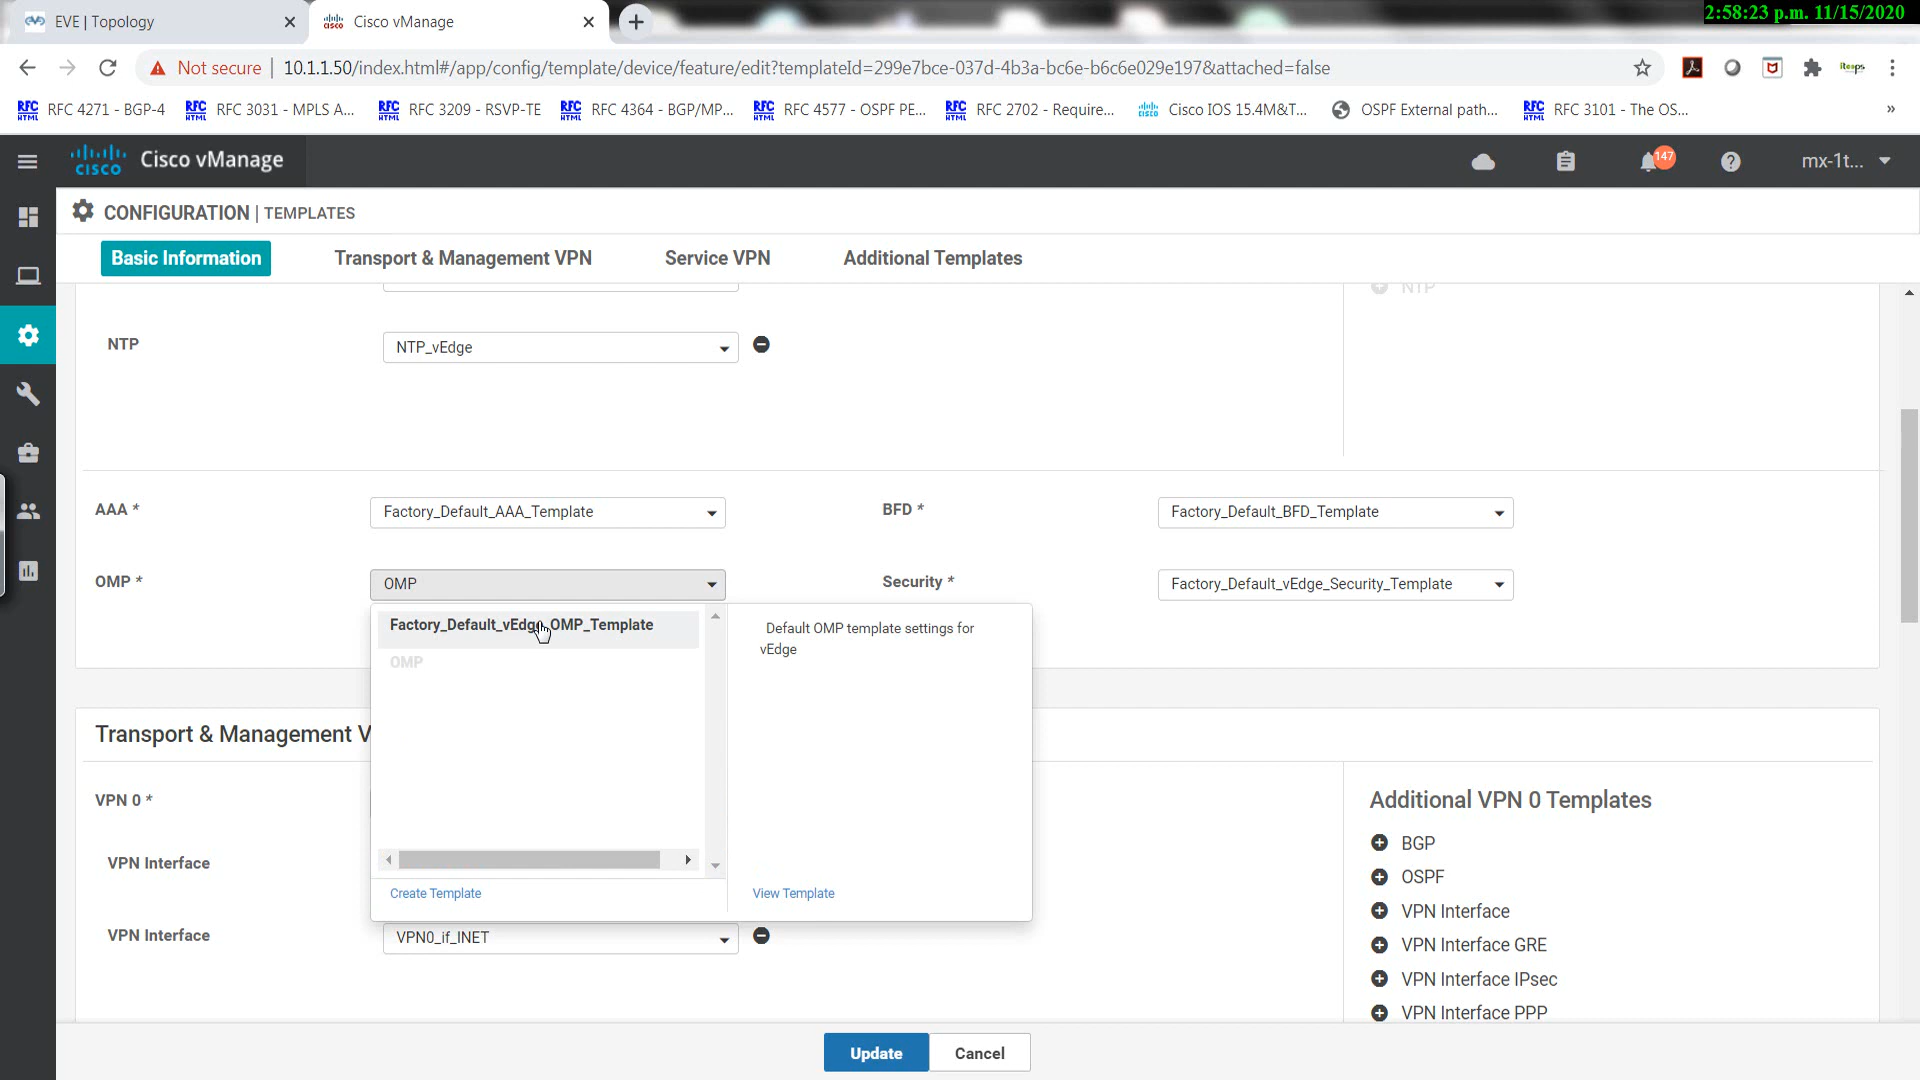 2:58:23 p.m. 11/15/2020
EVE | Topology
Cisco vManage
Not secure | 10.1.1.50/index.html#/app/config/template/device/feature/edit?templateId=299e7bce-037d-4b3a-bc6e-b6c6e029e197&attached=false
RFC 4271 - BGP-4
RFC 3031 - MPLS A...
RFC 3209 - RSVP-TE
RFC 4364 - BGP/MP...
RFC 4577 - OSPF PE...
RFC 2702 - Require...
Cisco IOS 15.4M&T...
OSPF External path...
RFC 3101 - The OS...
»
cisco
Cisco vManage
147
mx-1t...
CONFIGURATION | TEMPLATES
Basic Information
Transport & Management VPN
Service VPN
Additional Templates
NTP
NTP
NTP_vEdge
AAA *
Factory_Default_AAA_Template
BFD *
Factory_Default_BFD_Template
OMP *
OMP
Security *
Factory_Default_vEdge_Security_Template
Factory_Default_vEdge_OMP_Template
OMP
Default OMP template settings for
vEdge
Create Template
View Template
Transport & Management V
VPN 0 *
VPN Interface
VPN Interface
VPN0_if_INET
Additional VPN 0 Templates
BGP
OSPF
VPN Interface
VPN Interface GRE
VPN Interface IPsec
VPN Interface PPP
Update
Cancel